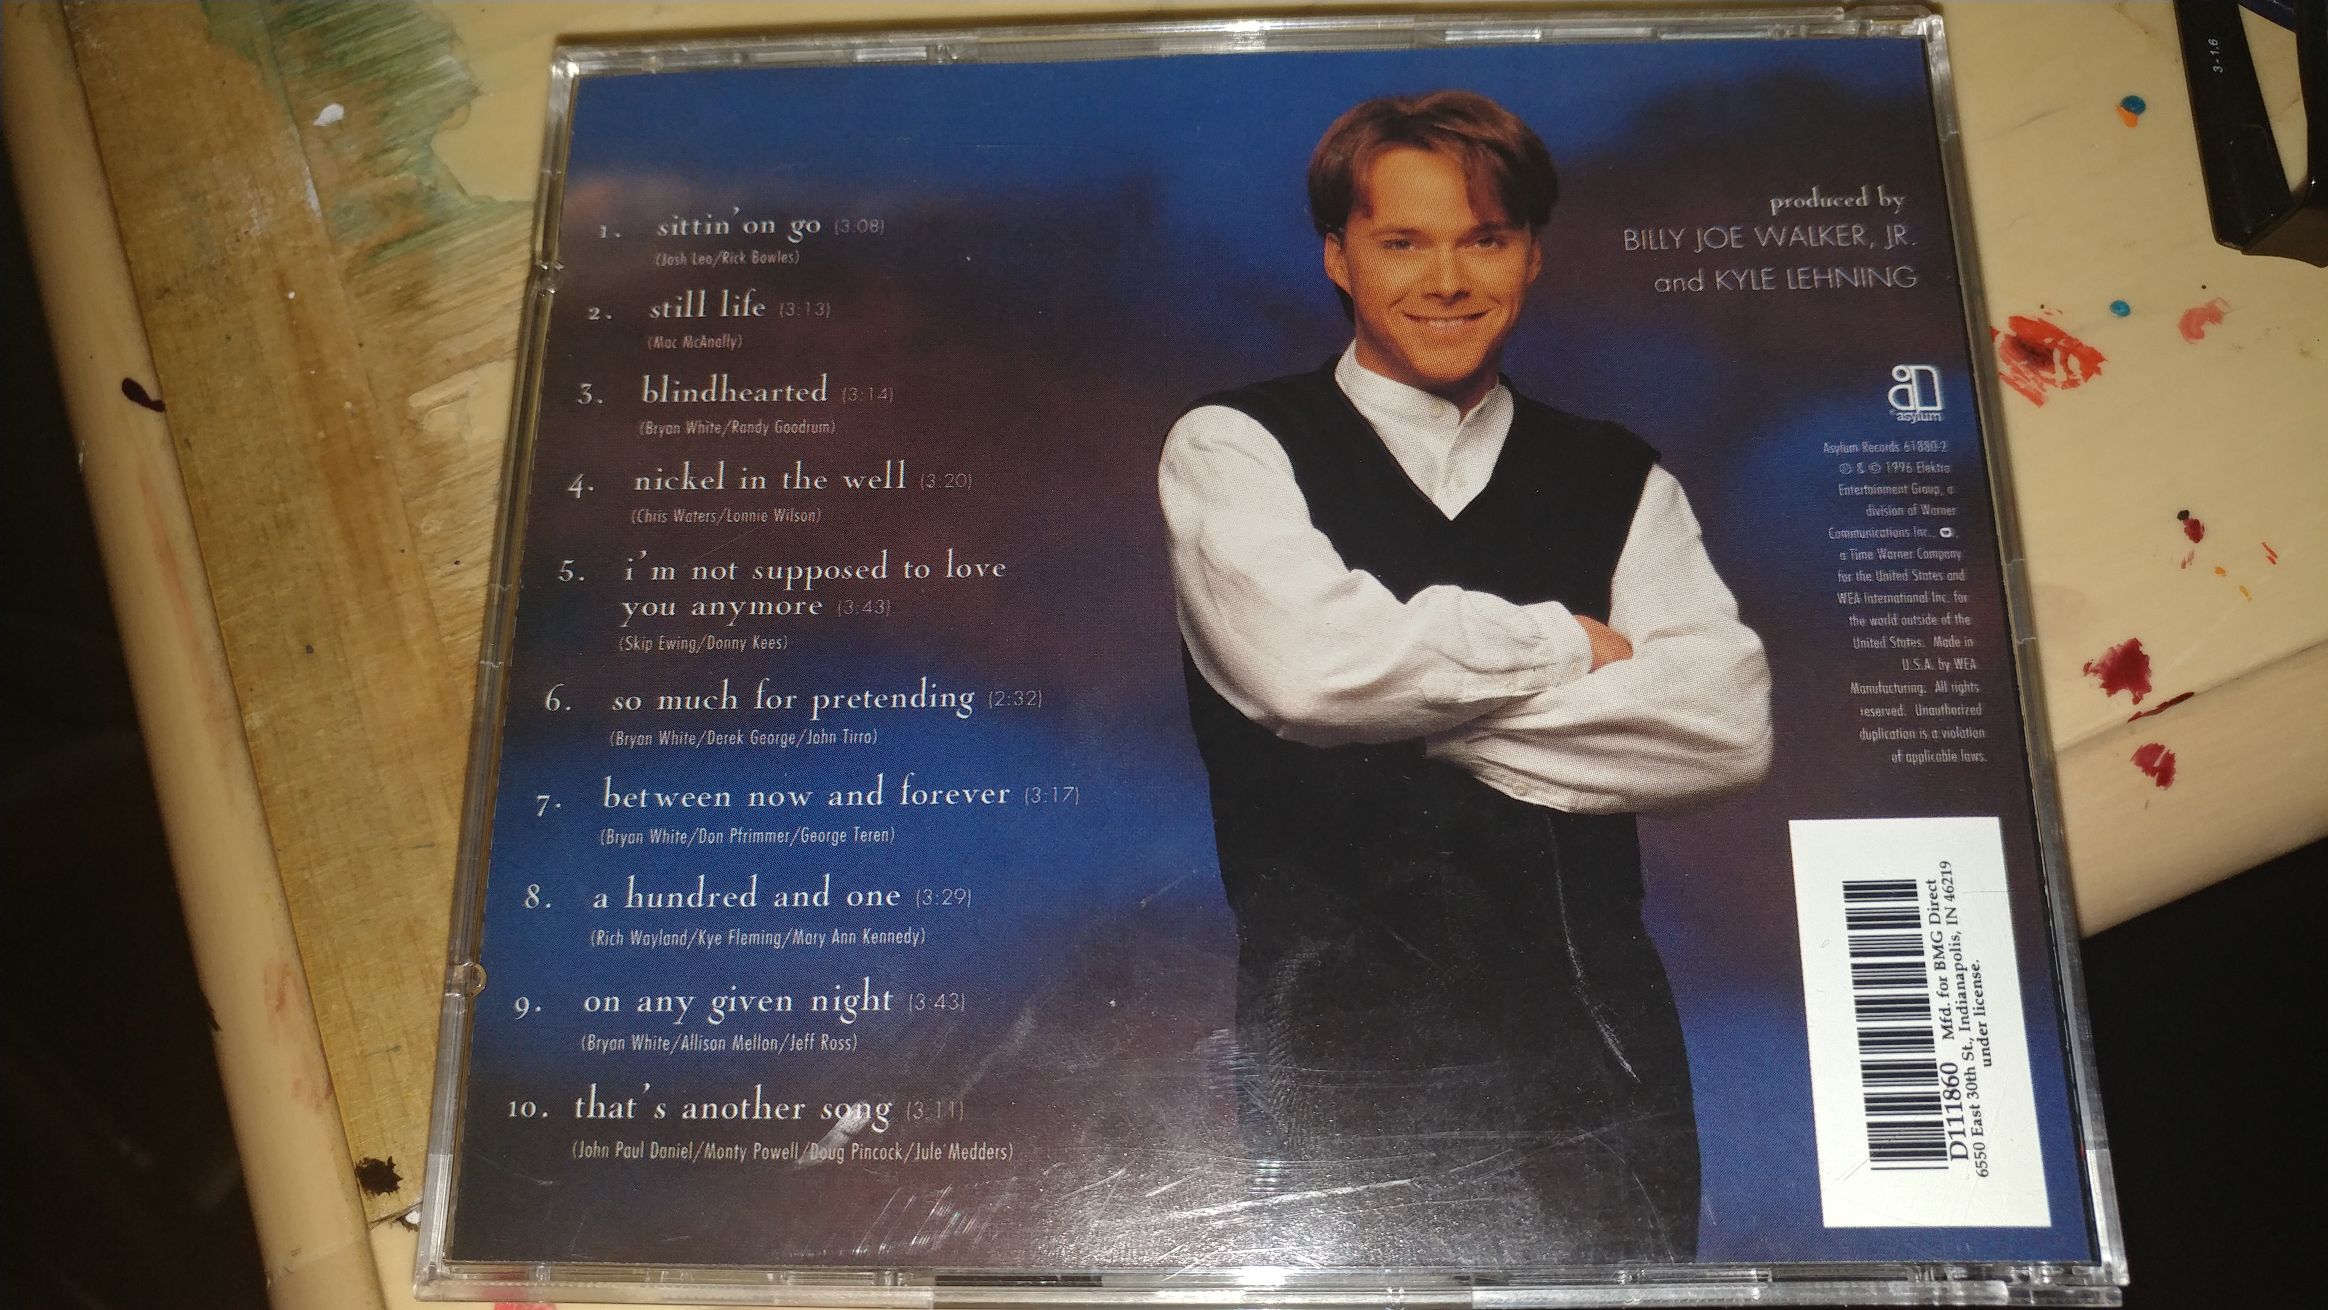 1. sittin' on go (3:08)
(Josh Leo/Rick Bowles)
2. still life (3:13)
(Mac McAnally)
3. blindhearted (3:14)
(Bryan White/Randy Goodrum)
4. nickel in the well (3:20)
(Chris Waters/Lonnie Wilson)
5. i'm not supposed to love
you anymore (3:43)
(Skip Ewing/Donny Kees)
6. so much for pretending (2:32)
(Bryan White/Derek George/John Tirro)
7. between now and forever (3:17)
(Bryan White/Don Pfrimmer/George Teren)
8. a hundred and one (3:29)
(Rich Wayland/Kye Fleming/Mary Ann Kennedy)
9. on any given night (3:43)
(Bryan White/Allison Mellon/Jeff Ross)
10. that's another song (3:11)
(John Paul Daniel/Monty Powell/Doug Pincock/Jule' Medders)
produced by
BILLY JOE WALKER, JR.
and KYLE LEHNING
asylum
Asylum Records 61880-2
℗ & © 1996 Elektra
Entertainment Group, a
division of Warner
Communications Inc.,
a Time Warner Company
for the United States and
WEA International Inc. for
the world outside of the
United States. Made in
U.S.A. by WEA
Manufacturing. All rights
reserved. Unauthorized
duplication is a violation
of applicable laws.
D111860 Mfd. for BMG Direct
6550 East 30th St., Indianapolis, IN 46219
under license.
3-1.6